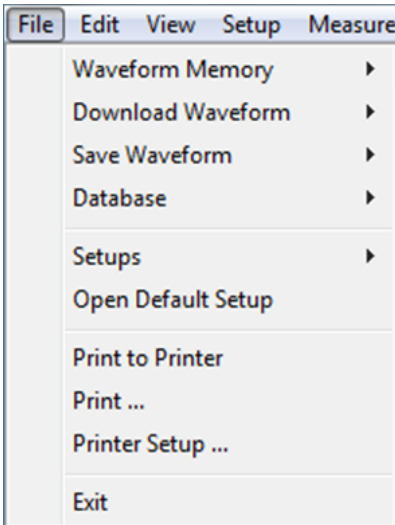 File Edit View Setup Measure
Waveform Memory
Download Waveform
Save Waveform
Database
Setups
Open Default Setup
Print to Printer
Print ...
Printer Setup ...
Exit